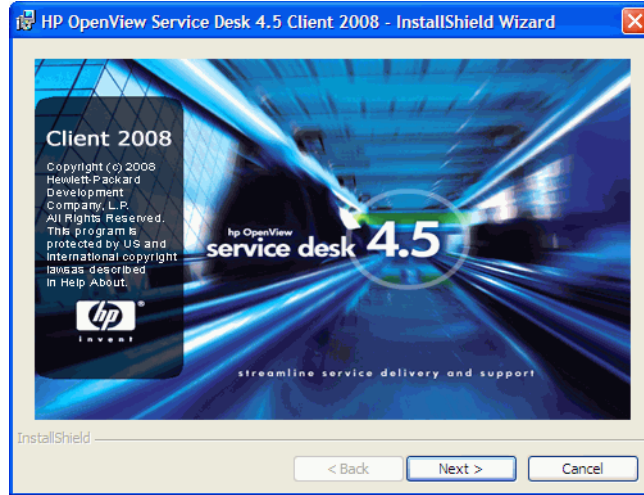 HP OpenView Service Desk 4.5 Client 2008 - InstallShield Wizard
Client 2008
Copyright (c) 2008
Hewlett-Packard
Development
Company, L.P.
All Rights Reserved.
This program is
protected by US and
International copyright
lawsas described
in Help About.
hp
®
invent
hp OpenView
service desk 4.5
streamline service delivery and support
InstallShield
< Back
Next >
Cancel